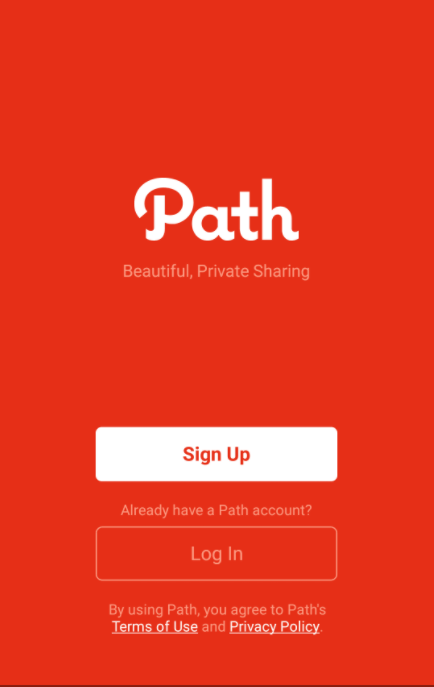 Path
Beautiful, Private Sharing
Sign Up
Already have a Path account?
Log In
By using Path, you agree to Path's
Terms of Use and Privacy Policy.